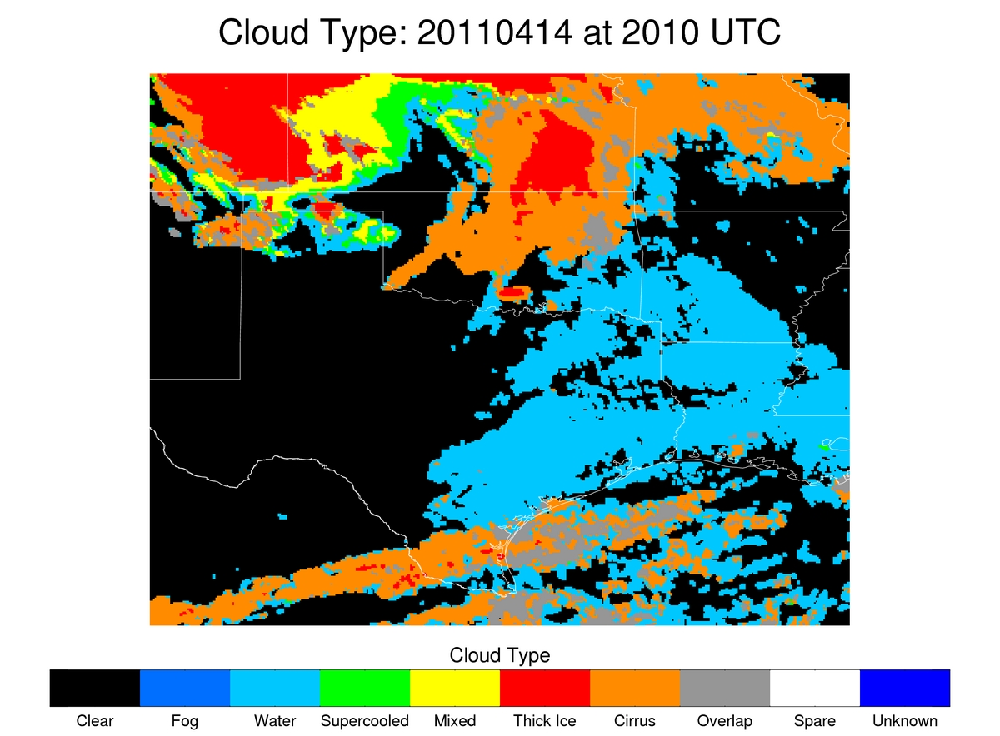 Cloud Type: 20110414 at 2010 UTC
Cloud Type
Clear Fog Water Supercooled Mixed Thick Ice Cirrus Overlap Spare Unknown